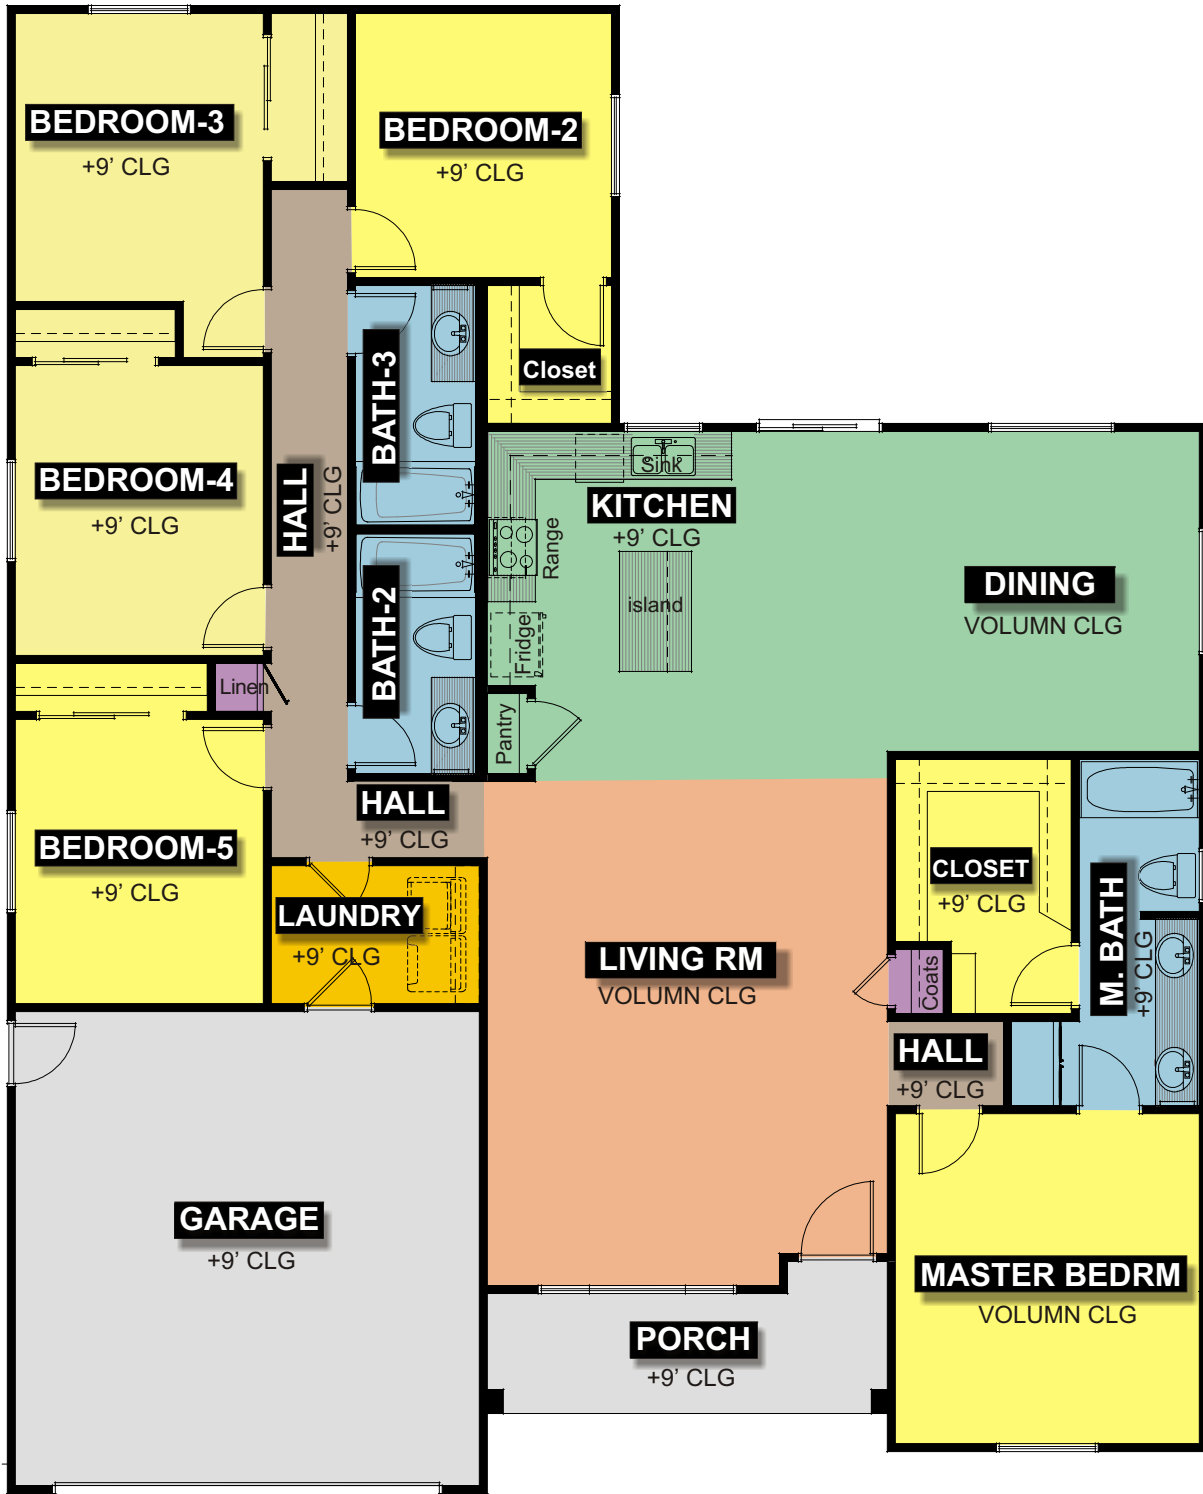 BEDROOM-3
+9’ CLG
BEDROOM-2
+9’ CLG
Closet
BATH-3
HALL
+9’ CLG
BEDROOM-4
+9’ CLG
Sink
KITCHEN
+9’ CLG
Range
island
Fridge
Pantry
DINING
VOLUMN CLG
BATH-2
Linen
HALL
+9’ CLG
BEDROOM-5
+9’ CLG
LAUNDRY
+9’ CLG
LIVING RM
VOLUMN CLG
CLOSET
+9’ CLG
Coats
M. BATH
+9’ CLG
HALL
+9’ CLG
GARAGE
+9’ CLG
MASTER BEDRM
VOLUMN CLG
PORCH
+9’ CLG